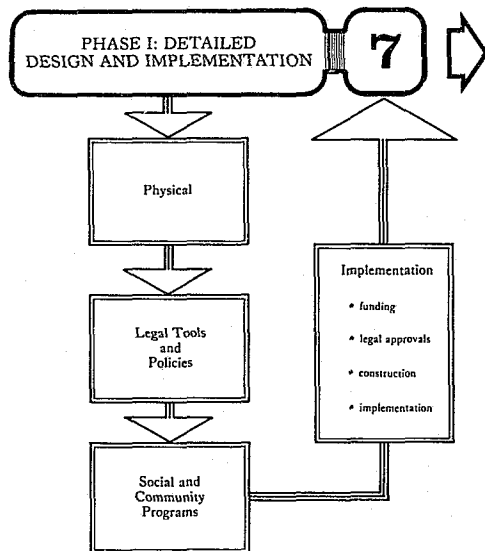 PHASE I: DETAILED
DESIGN AND IMPLEMENTATION
7
Physical
Legal Tools
and
Policies
Social and
Community
Programs
Implementation
* funding
* legal approvals
* construction
* implementation